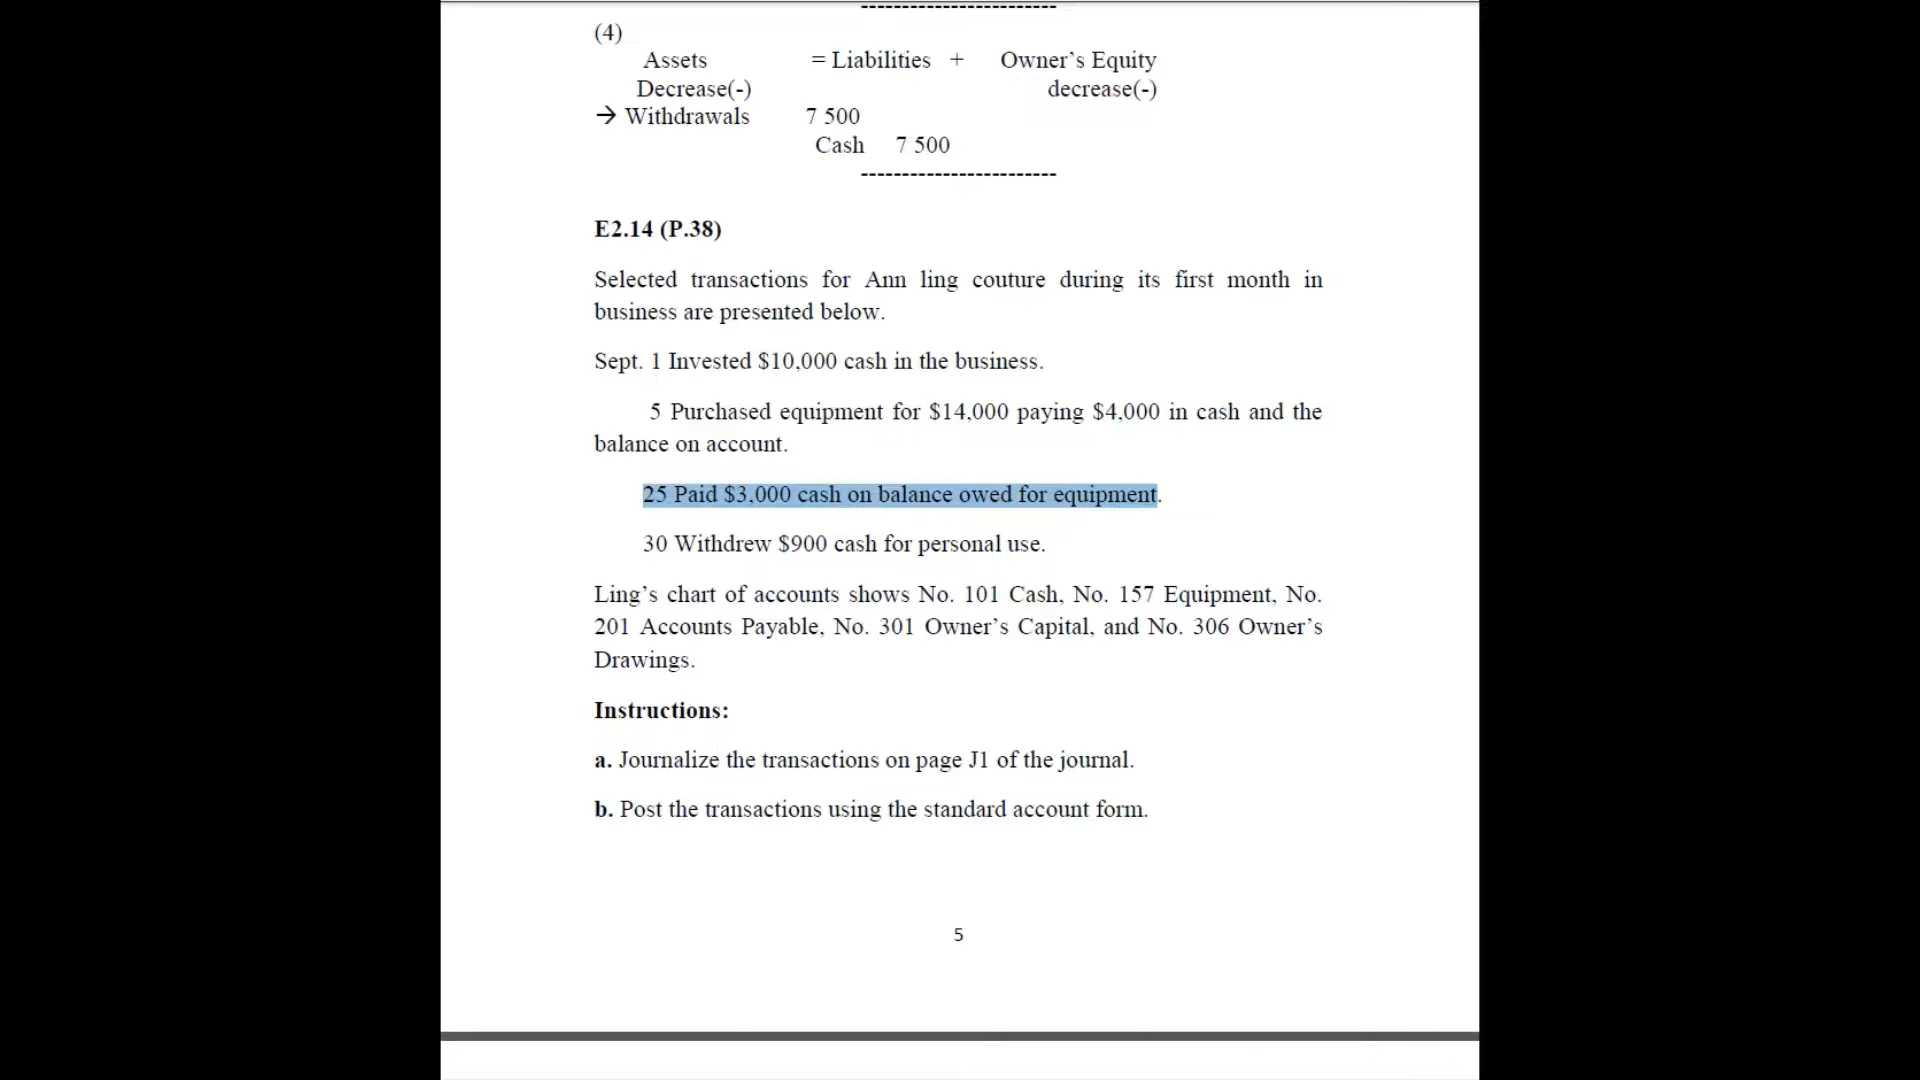 ------------------------
(4)
Assets = Liabilities + Owner’s Equity
Decrease(-) decrease(-)
→ Withdrawals 7 500
Cash 7 500
------------------------
E2.14 (P.38)
Selected transactions for Ann ling couture during its first month in
business are presented below.
Sept. 1 Invested $10,000 cash in the business.
5 Purchased equipment for $14,000 paying $4,000 in cash and the
balance on account.
25 Paid $3,000 cash on balance owed for equipment.
30 Withdrew $900 cash for personal use.
Ling’s chart of accounts shows No. 101 Cash, No. 157 Equipment, No.
201 Accounts Payable, No. 301 Owner’s Capital, and No. 306 Owner’s
Drawings.
Instructions:
a. Journalize the transactions on page J1 of the journal.
b. Post the transactions using the standard account form.
5